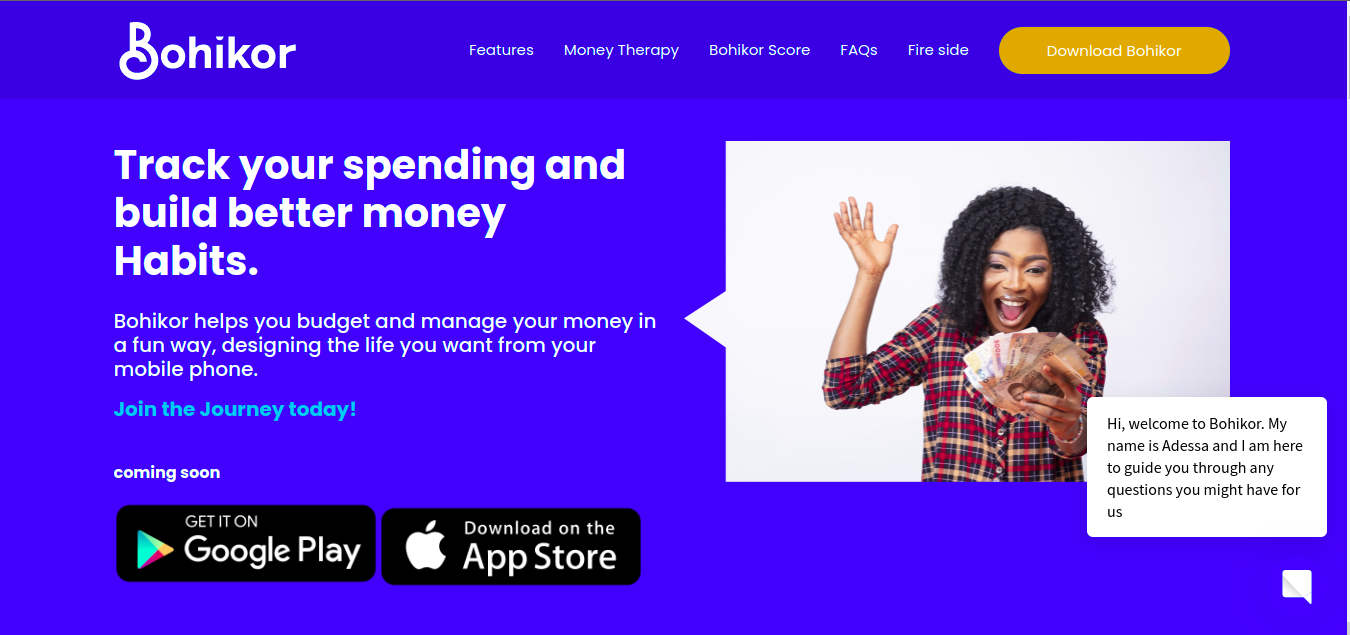 Bohikor
Features
Money Therapy
Bohikor Score
FAQs
Fire side
Download Bohikor
Track your spending and
build better money
Habits.
Bohikor helps you budget and manage your money in
a fun way, designing the life you want from your
mobile phone.
Join the Journey today!
coming soon
GET IT ON
Google Play
Download on the
App Store
Hi, welcome to Bohikor. My
name is Adessa and I am here
to guide you through any
questions you might have for
us